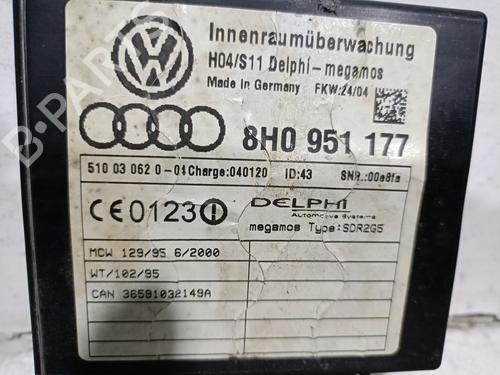 Innenraumüberwachung
H04/S11 Delphi-megamos
Made in Germany FKW:24/04
8H0 951 177
510 03 062 0-04 Charge:040120 ID:43 SNR.:00e8fa
CE0123
DELPHI
Automotive Systems
megamos Type:SDR2G5
MCW 129/95 6/2000
WT/102/95
CAN 36591032149A